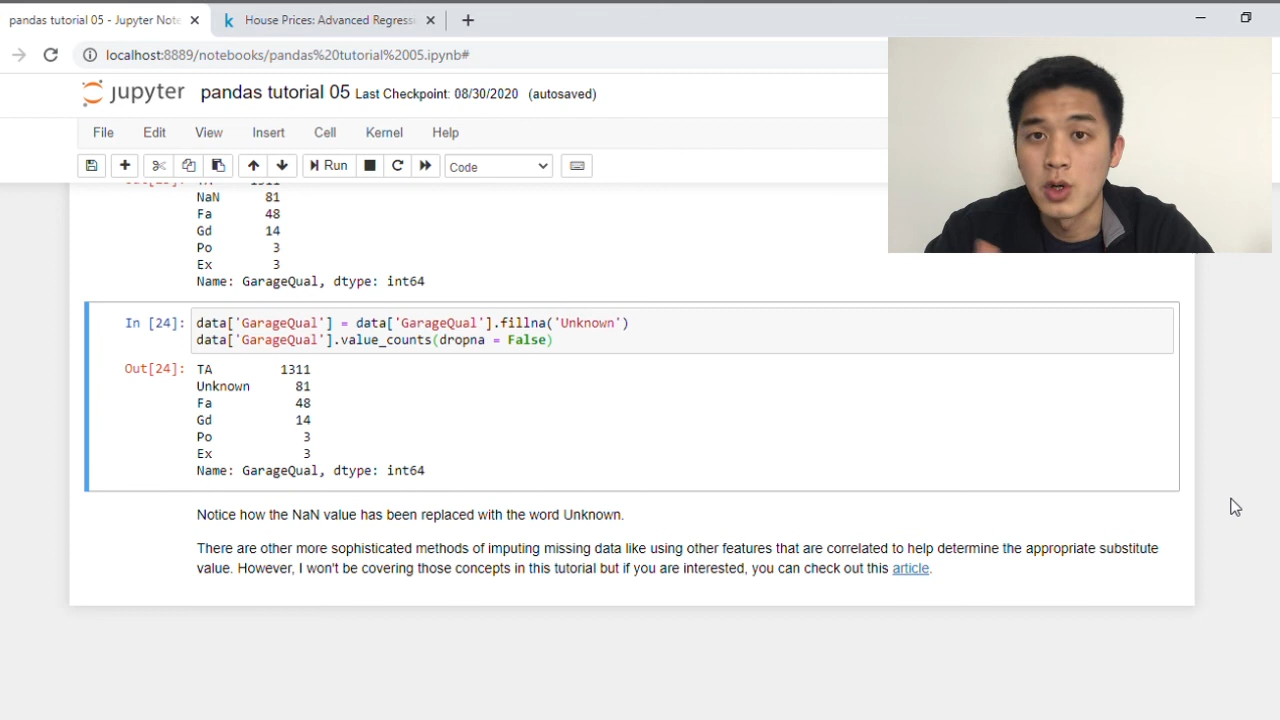 pandas tutorial 05 - Jupyter Note
House Prices: Advanced Regress
localhost:8889/notebooks/pandas%20tutorial%2005.ipynb#
jupyter pandas tutorial 05 Last Checkpoint: 08/30/2020 (autosaved)
File Edit View Insert Cell Kernel Help
Run Code
NaN 81
Fa 48
Gd 14
Po 3
Ex 3
Name: GarageQual, dtype: int64
In [24]: data['GarageQual'] = data['GarageQual'].fillna('Unknown')
data['GarageQual'].value_counts(dropna = False)
Out[24]: TA 1311
Unknown 81
Fa 48
Gd 14
Po 3
Ex 3
Name: GarageQual, dtype: int64
Notice how the NaN value has been replaced with the word Unknown.
There are other more sophisticated methods of imputing missing data like using other features that are correlated to help determine the appropriate substitute
value. However, I won't be covering those concepts in this tutorial but if you are interested, you can check out this article.